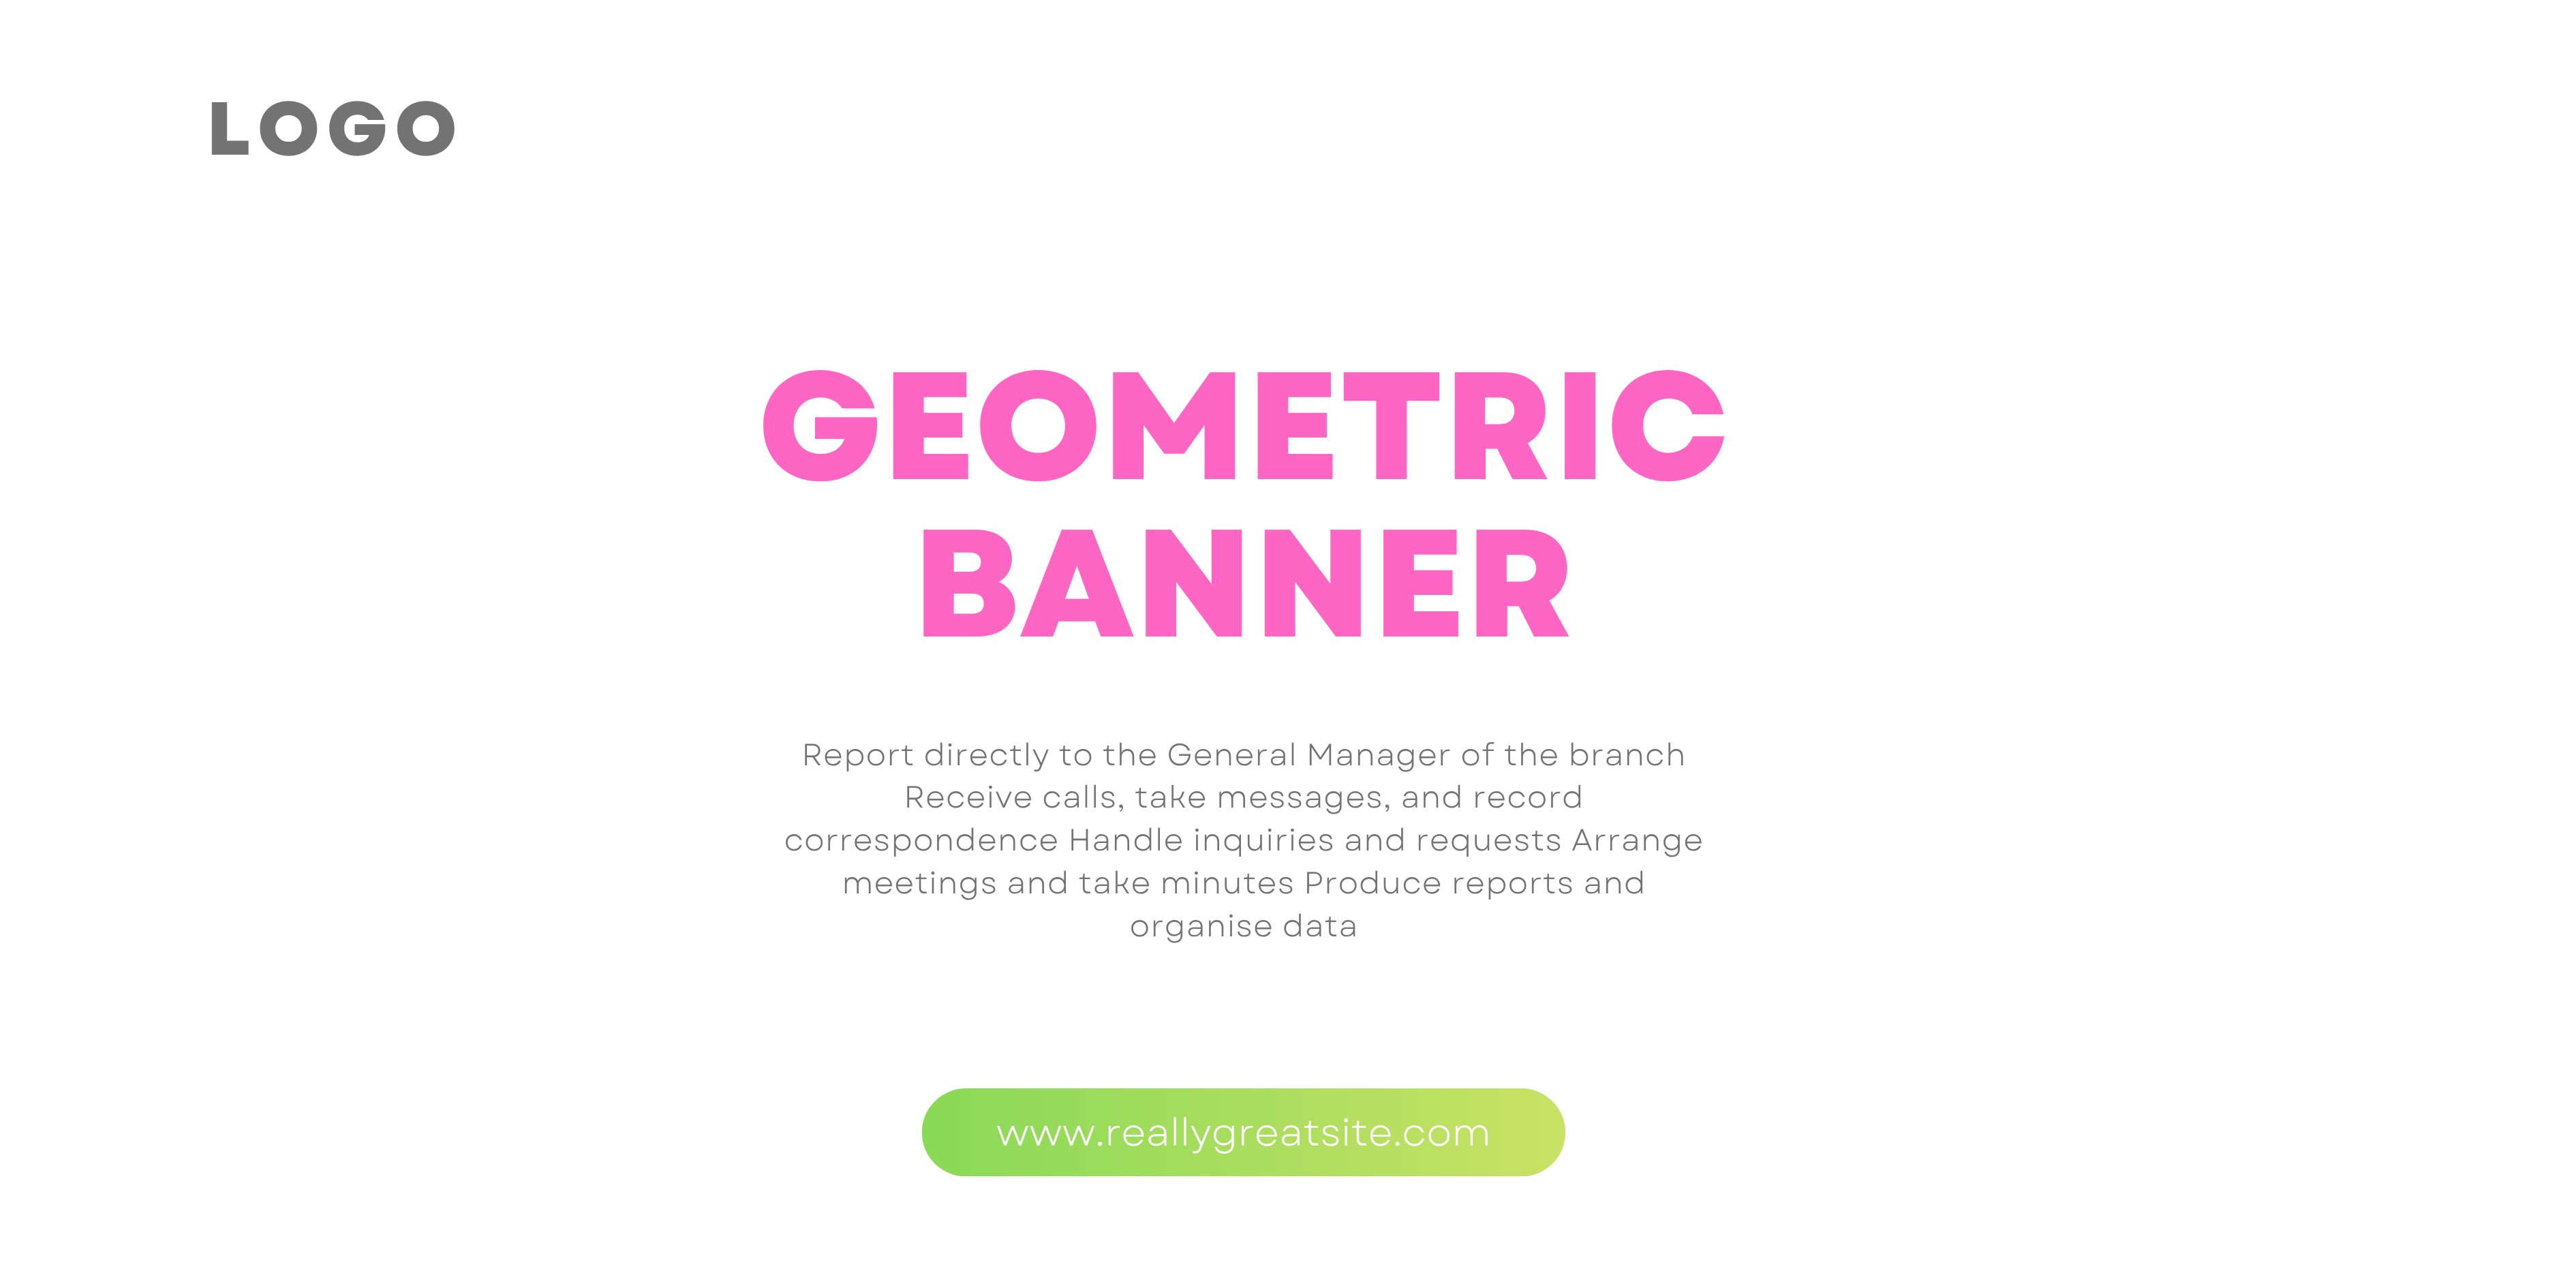 LOGO
GEOMETRIC
BANNER
Report directly to the General Manager of the branch
Receive calls, take messages, and record
correspondence Handle inquiries and requests Arrange
meetings and take minutes Produce reports and
organise data
www.reallygreatsite.com